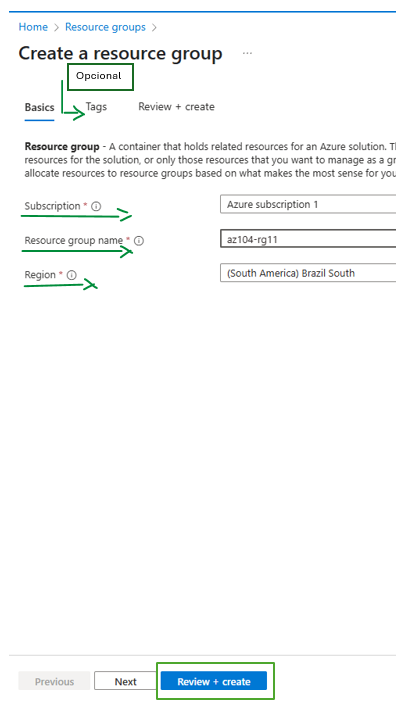 Home > Resource groups >
Create a resource group ...
Opcional
Basics Tags Review + create
Resource group - A container that holds related resources for an Azure solution.
resources for the solution, or only those resources that you want to manage as a
allocate resources to resource groups based on what makes the most sense for you
Subscription * Azure subscription 1
Resource group name * az104-rg11
Region * (South America) Brazil South
Previous Next Review + create